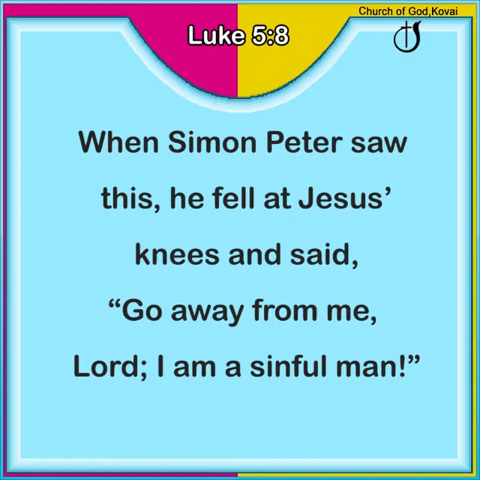 Church of God,Kovai
Luke 5:8
When Simon Peter saw
this, he fell at Jesus’
knees and said,
“Go away from me,
Lord; I am a sinful man!”